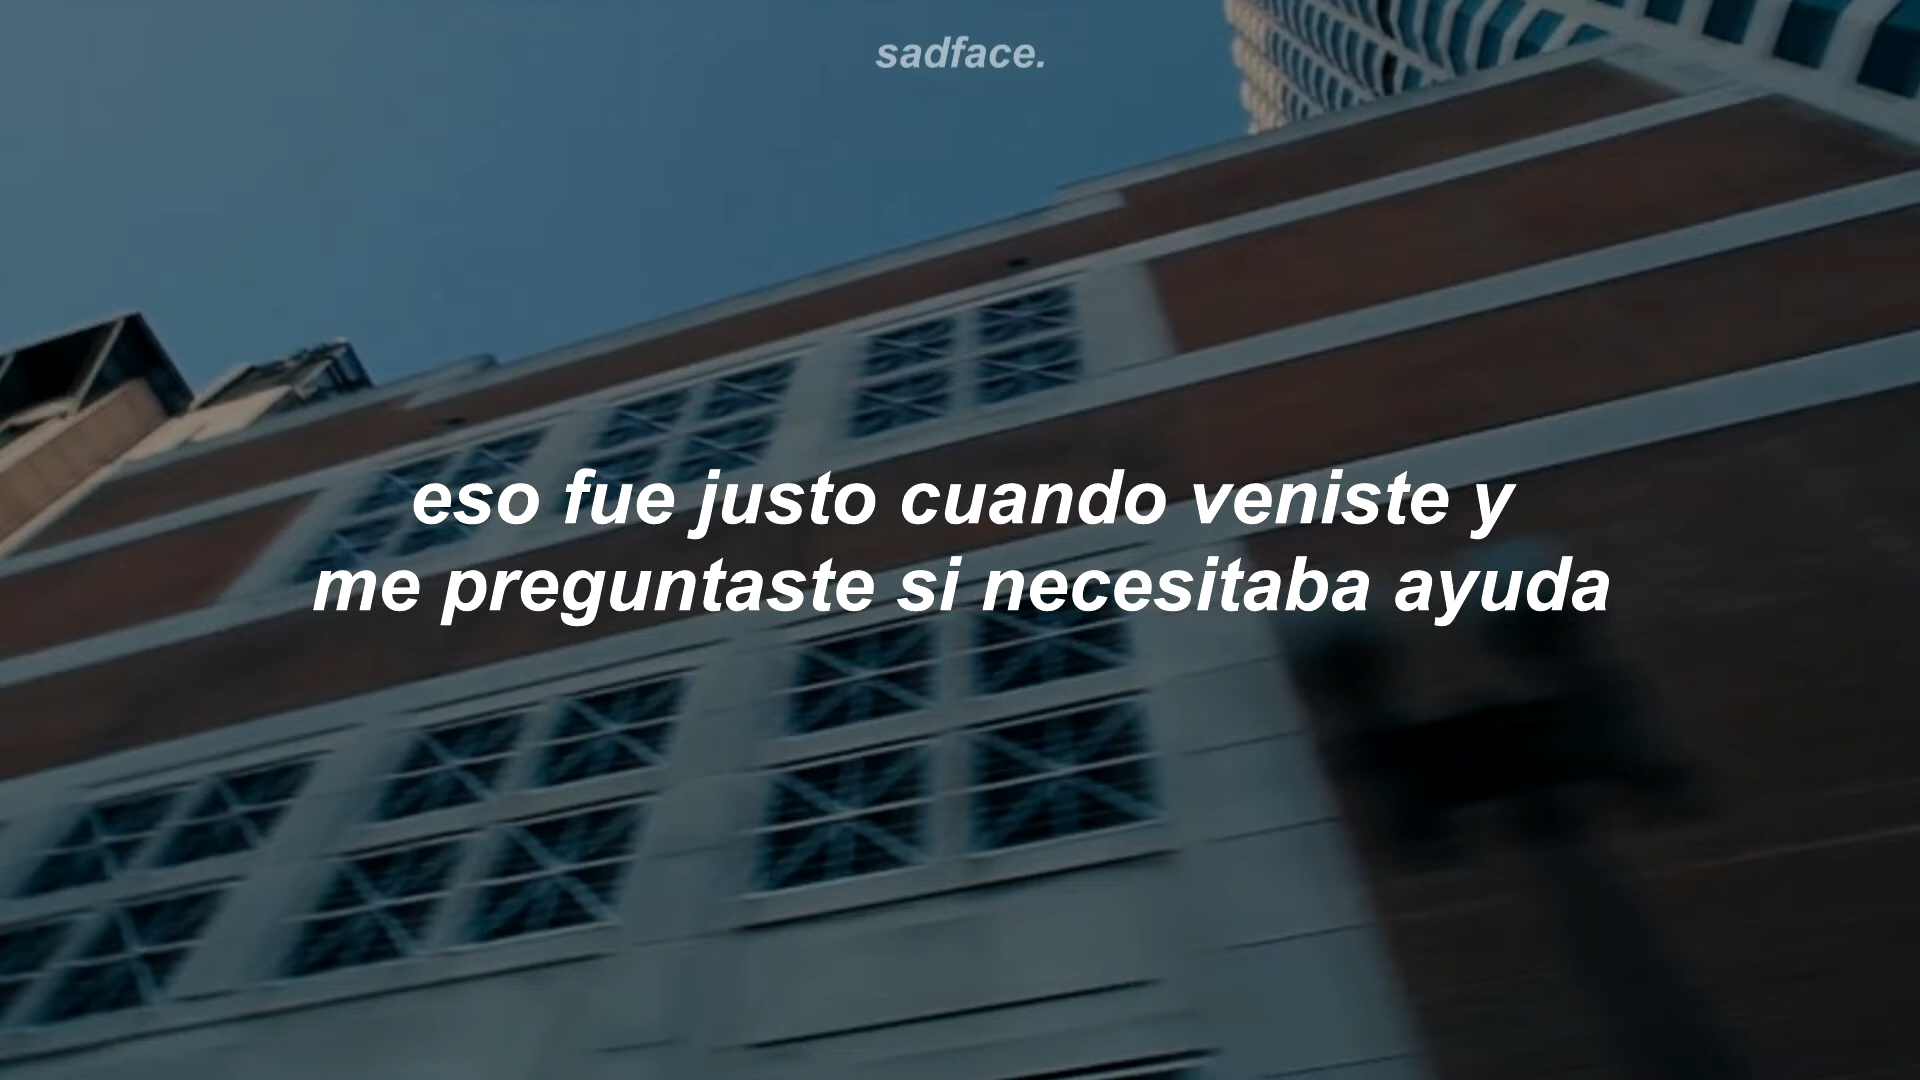 sadface.
eso fue justo cuando veniste y
me preguntaste si necesitaba ayuda